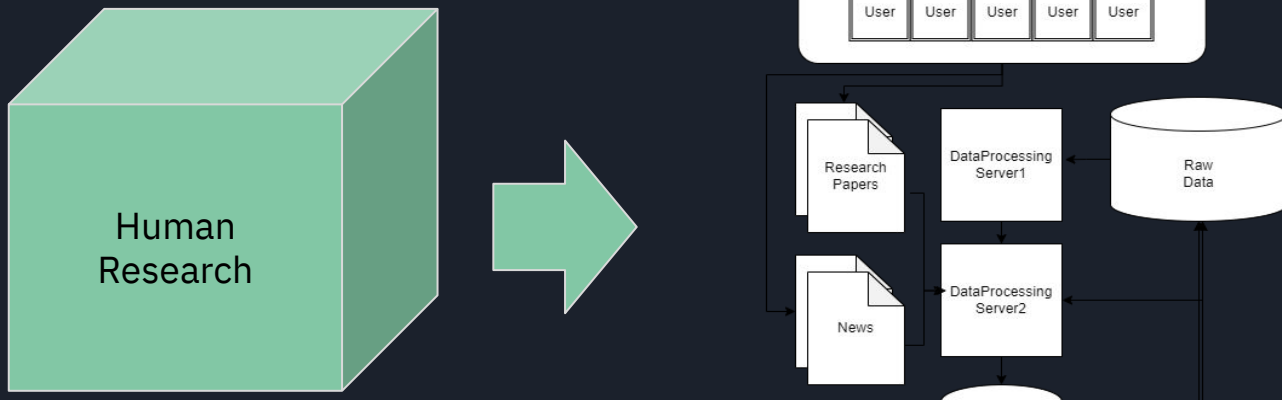 Human
Research
User User User User User
Research
Papers
DataProcessing
Server1
Raw
Data
News
DataProcessing
Server2